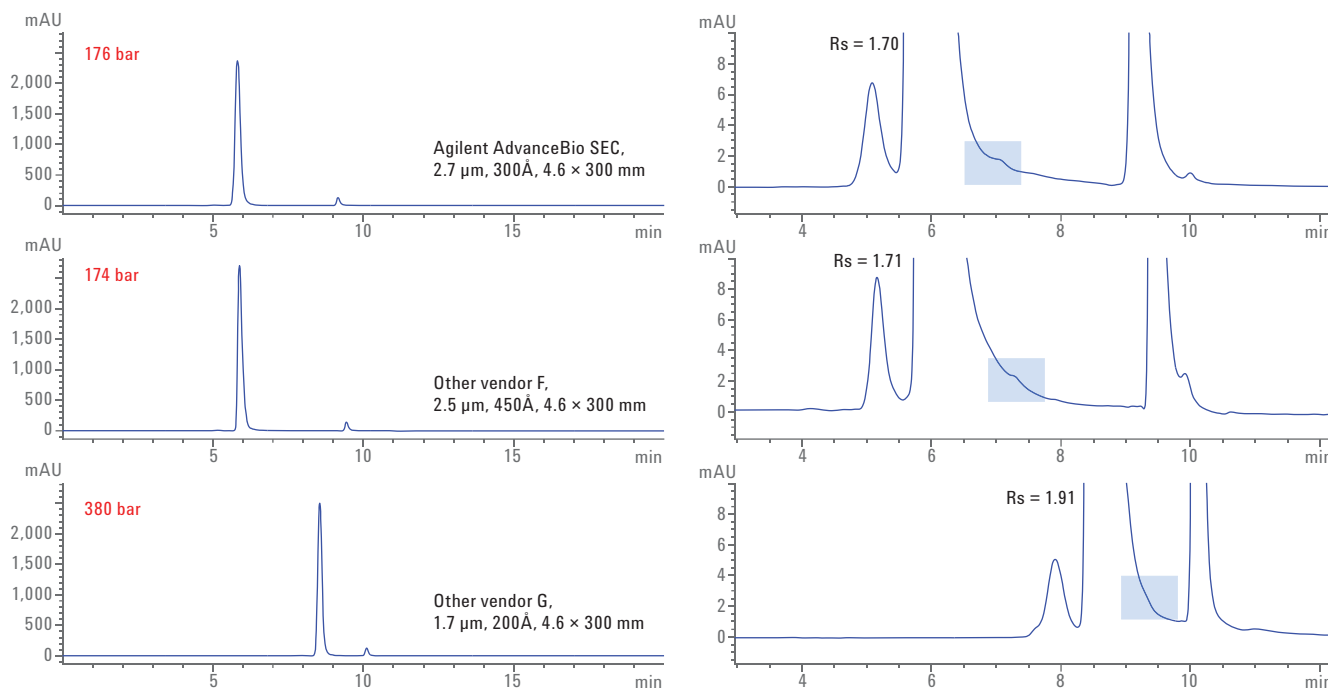 mAU
176 bar
2,000
1,500
1,000
500
0
Agilent AdvanceBio SEC,
2.7 µm, 300Å, 4.6 × 300 mm
5
10
15
min
mAU
Rs = 1.70
8
6
4
2
0
4
6
8
10
min
mAU
174 bar
2,000
1,500
1,000
500
0
Other vendor F,
2.5 µm, 450Å, 4.6 × 300 mm
5
10
15
min
mAU
Rs = 1.71
8
6
4
2
0
4
6
8
10
min
mAU
380 bar
2,000
1,500
1,000
500
0
Other vendor G,
1.7 µm, 200Å, 4.6 × 300 mm
5
10
15
min
mAU
Rs = 1.91
8
6
4
2
0
4
6
8
10
min